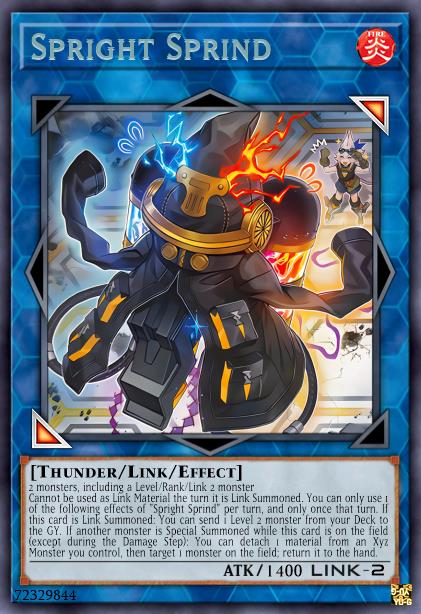 Spright Sprind
FIRE
炎
[Thunder/Link/Effect]
2 monsters, including a Level/Rank/Link 2 monster
Cannot be used as Link Material the turn it is Link Summoned. You can only use 1
of the following effects of "Spright Sprind" per turn, and only once that turn. If
this card is Link Summoned: You can send 1 Level 2 monster from your Deck to
the GY. If another monster is Special Summoned while this card is on the field
(except during the Damage Step): You can detach 1 material from an Xyz
Monster you control, then target 1 monster on the field; return it to the hand.
ATK/1400 LINK-2
72329844